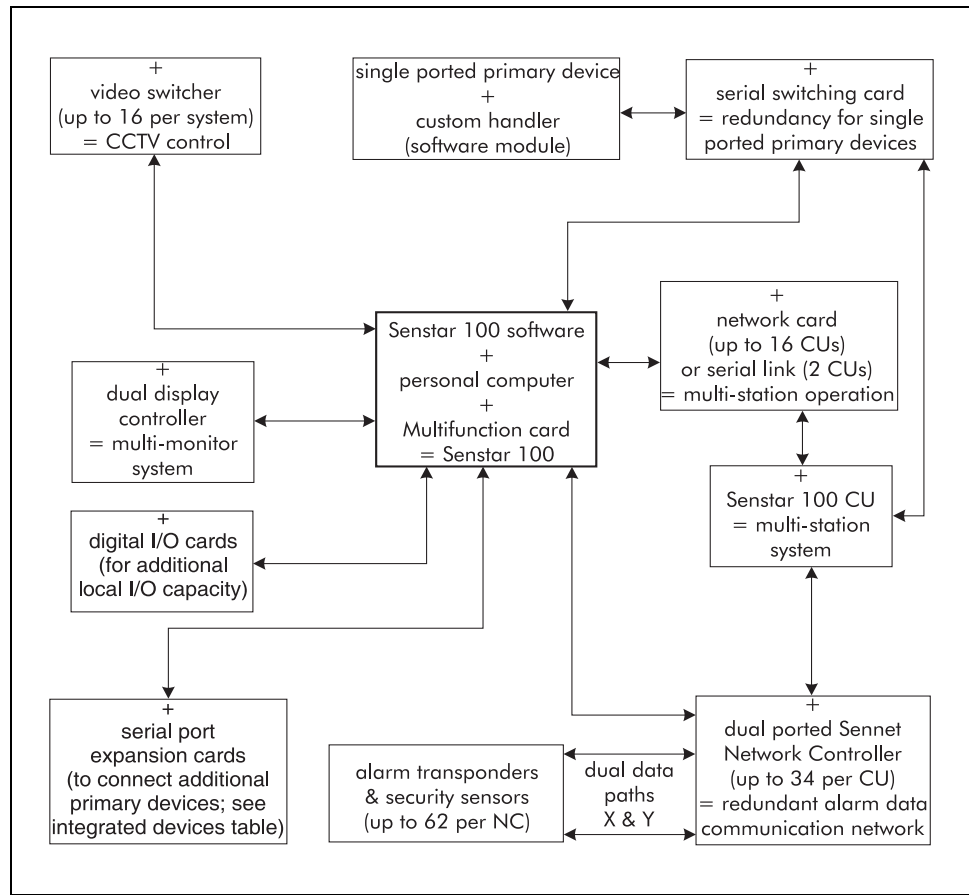 +
video switcher
(up to 16 per system)
= CCTV control
single ported primary device
+
custom handler
(software module)
+
serial switching card
= redundancy for single
ported primary devices
Senstar 100 software
+
personal computer
+
Multifunction card
= Senstar 100
+
network card
(up to 16 CUs)
or serial link (2 CUs)
= multi-station operation
+
dual display
controller
= multi-monitor
system
+
Senstar 100 CU
= multi-station
system
+
digital I/O cards
(for additional
local I/O capacity)
+
serial port
expansion cards
(to connect additional
primary devices; see
integrated devices table)
alarm transponders
& security sensors
(up to 62 per NC)
dual data
paths
X & Y
+
dual ported Sennet
Network Controller
(up to 34 per CU)
= redundant alarm data
communication network